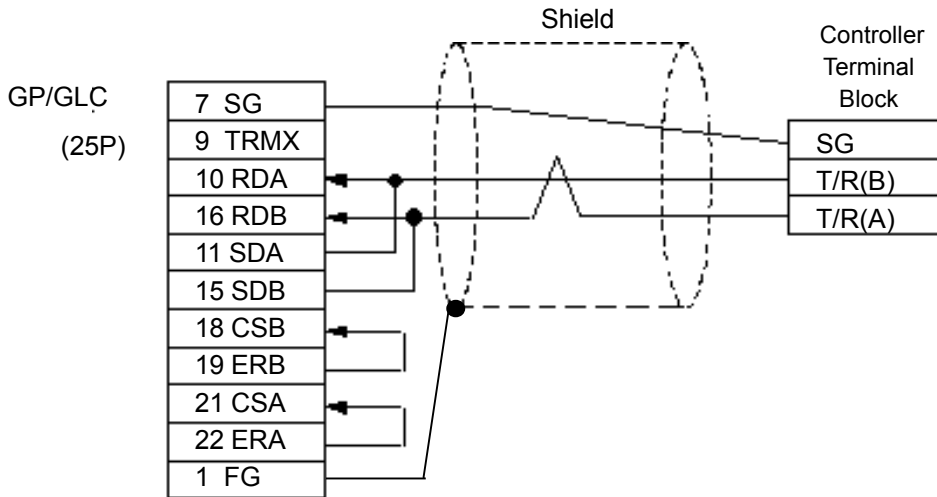 Shield
Controller
Terminal
Block
GP/GLC
(25P)
7 SG
9 TRMX
10 RDA
16 RDB
11 SDA
15 SDB
18 CSB
19 ERB
21 CSA
22 ERA
1 FG
SG
T/R(B)
T/R(A)